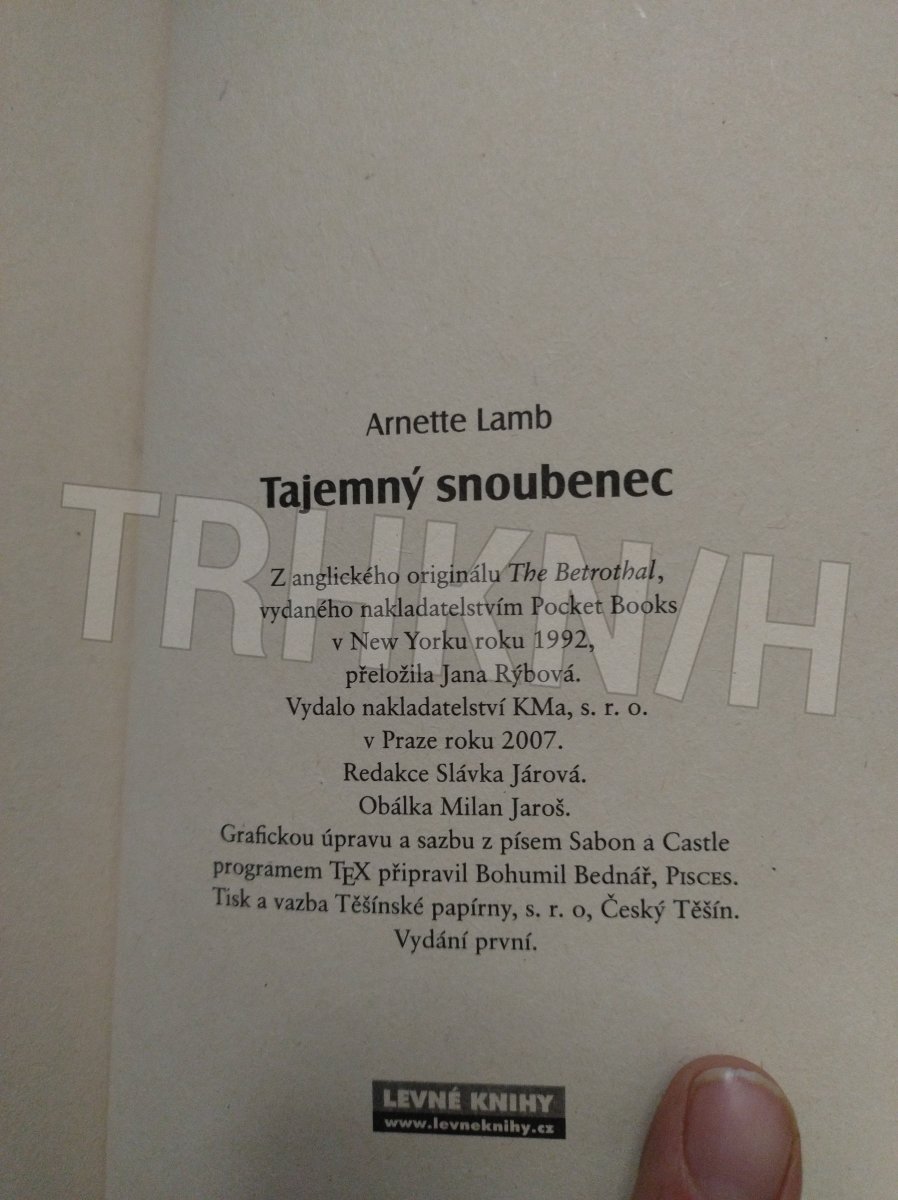 Arnette Lamb
Tajemný snoubenec
Z anglického originálu The Betrothal,
vydaného nakladatelstvím Pocket Books
v New Yorku roku 1992,
přeložila Jana Rýbová.
Vydalo nakladatelství KMa, s. r. o.
v Praze roku 2007.
Redakce Slávka Járová.
Obálka Milan Jaroš.
Grafickou úpravu a sazbu z písem Sabon a Castle
programem TEX připravil Bohumil Bednář, PISCES.
Tisk a vazba Těšínské papírny, s. r. o, Český Těšín.
Vydání první.
LEVNÉ KNIHY
www.levneknihy.cz
TRHKN/H